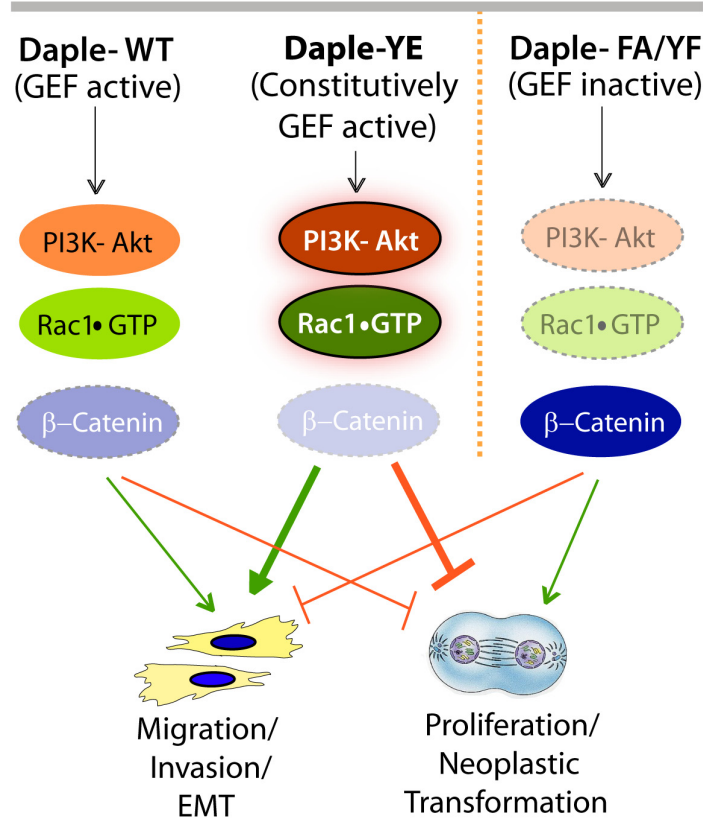 Daple- WT
(GEF active)
PI3K- Akt
Rac1• GTP
β–Catenin
Daple-YE
(Constitutively
GEF active)
PI3K- Akt
Rac1•GTP
β–Catenin
Daple- FA/YF
(GEF inactive)
PI3K- Akt
Rac1•GTP
β–Catenin
Migration/
Invasion/
EMT
Proliferation/
Neoplastic
Transformation